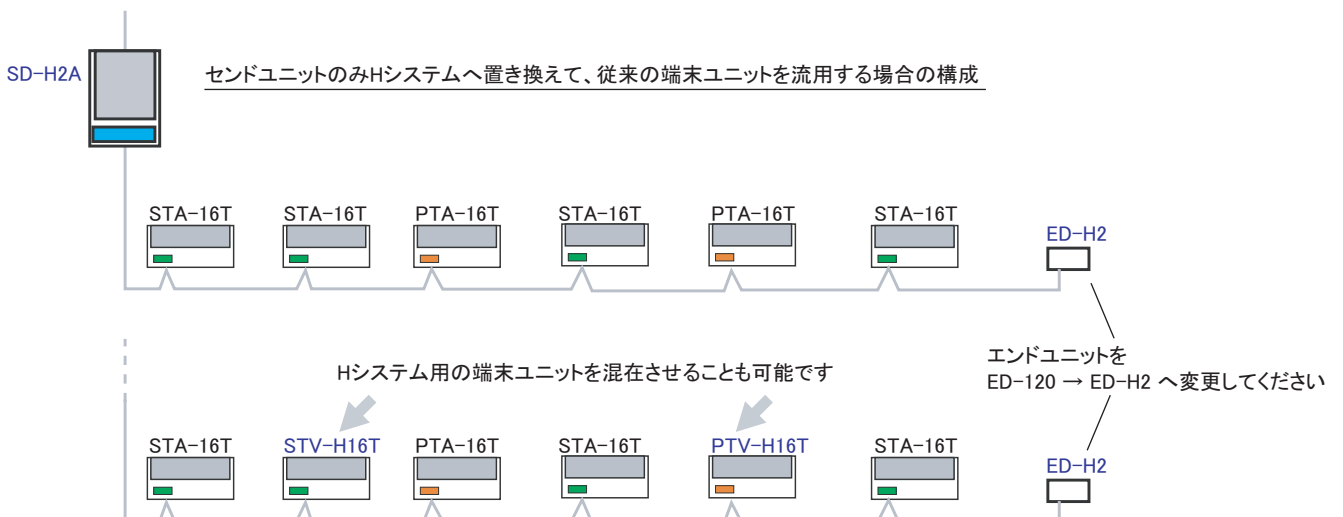 SD-H2A
センドユニットのみHシステムへ置き換えて、従来の端末ユニットを流用する場合の構成
STA-16T STA-16T PTA-16T STA-16T PTA-16T STA-16T
ED-H2
エンドユニットを
ED-120 → ED-H2 へ変更してください
Hシステム用の端末ユニットを混在させることも可能です
STA-16T STV-H16T PTA-16T STA-16T PTV-H16T STA-16T
ED-H2